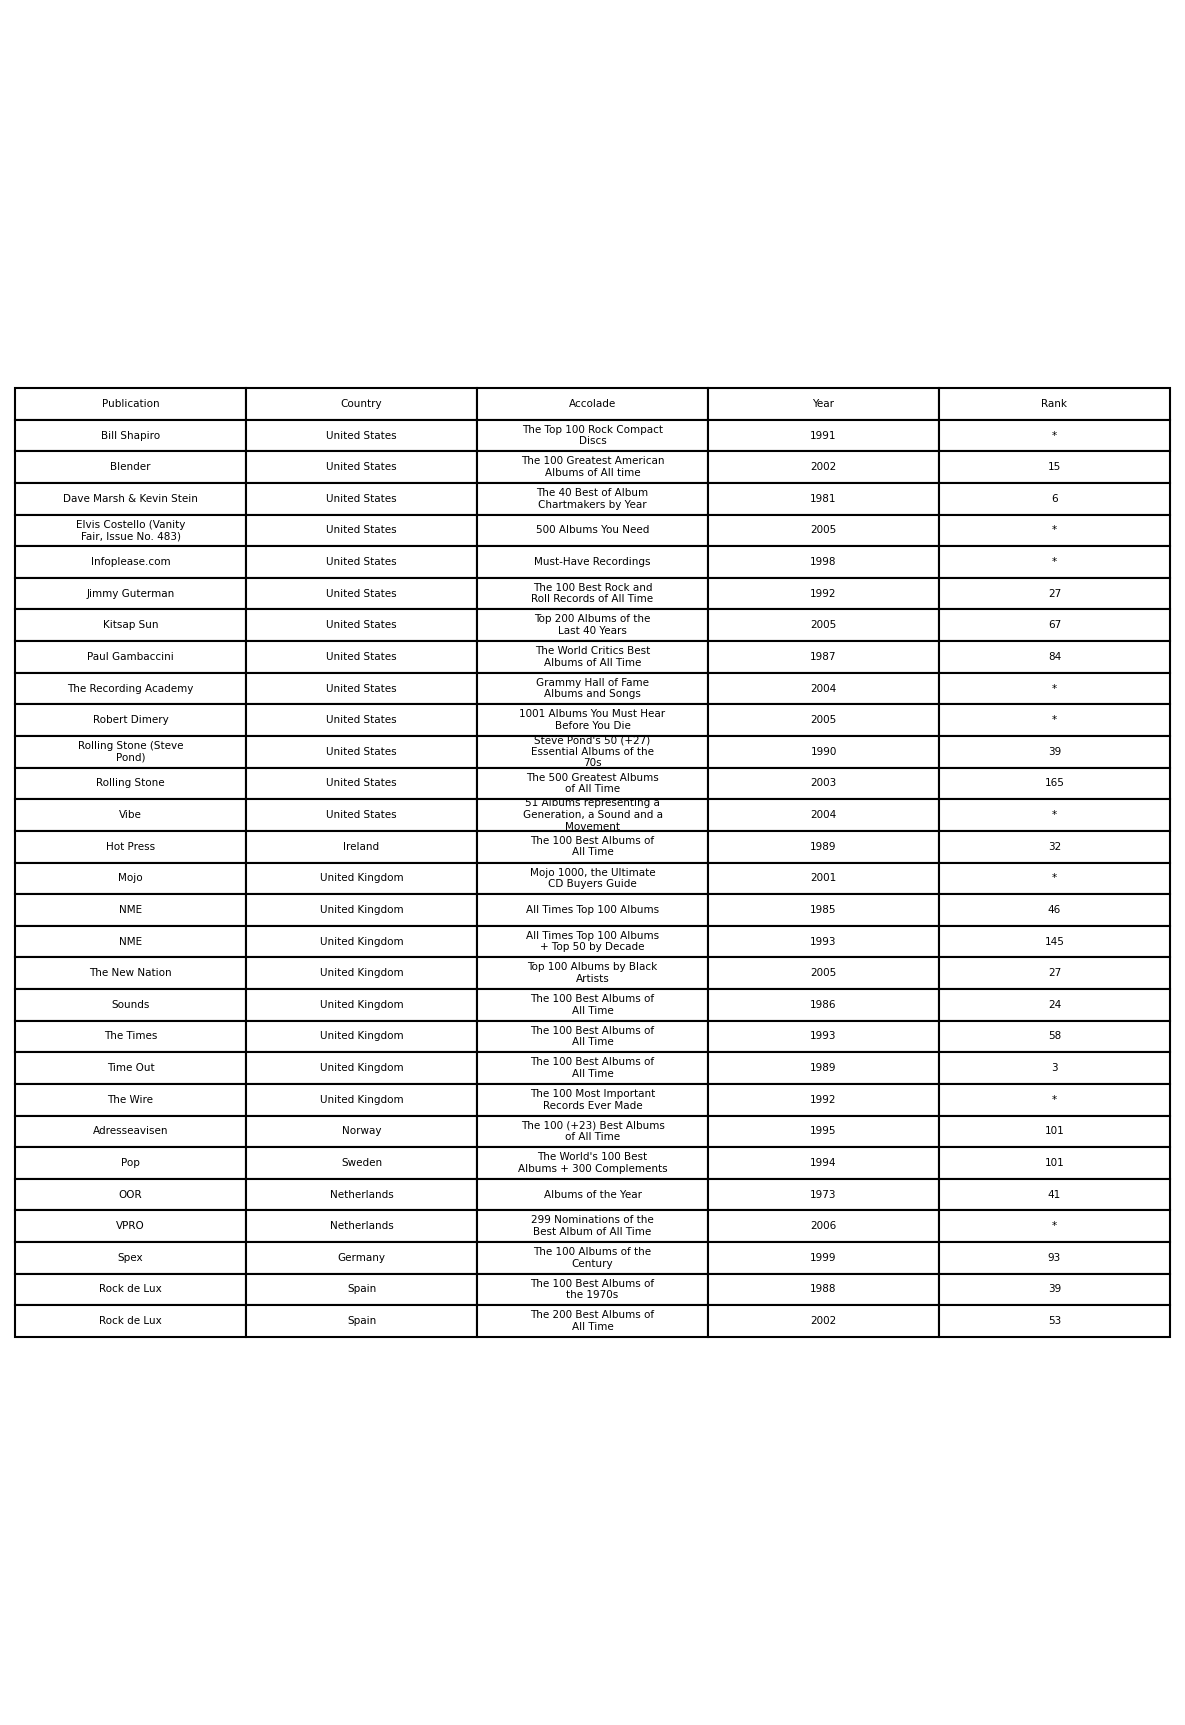 Publication Country Accolade Year Rank
Bill Shapiro United States The Top 100 Rock Compact
Discs 1991 *
Blender United States The 100 Greatest American
Albums of All time 2002 15
Dave Marsh & Kevin Stein United States The 40 Best of Album
Chartmakers by Year 1981 6
Elvis Costello (Vanity
Fair, Issue No. 483) United States 500 Albums You Need 2005 *
Infoplease.com United States Must-Have Recordings 1998 *
Jimmy Guterman United States The 100 Best Rock and
Roll Records of All Time 1992 27
Kitsap Sun United States Top 200 Albums of the
Last 40 Years 2005 67
Paul Gambaccini United States The World Critics Best
Albums of All Time 1987 84
The Recording Academy United States Grammy Hall of Fame
Albums and Songs 2004 *
Robert Dimery United States 1001 Albums You Must Hear
Before You Die 2005 *
Rolling Stone (Steve
Pond) United States Steve Pond's 50 (+27)
Essential Albums of the
70s 1990 39
Rolling Stone United States The 500 Greatest Albums
of All Time 2003 165
Vibe United States 51 Albums representing a
Generation, a Sound and a
Movement 2004 *
Hot Press Ireland The 100 Best Albums of
All Time 1989 32
Mojo United Kingdom Mojo 1000, the Ultimate
CD Buyers Guide 2001 *
NME United Kingdom All Times Top 100 Albums 1985 46
NME United Kingdom All Times Top 100 Albums
+ Top 50 by Decade 1993 145
The New Nation United Kingdom Top 100 Albums by Black
Artists 2005 27
Sounds United Kingdom The 100 Best Albums of
All Time 1986 24
The Times United Kingdom The 100 Best Albums of
All Time 1993 58
Time Out United Kingdom The 100 Best Albums of
All Time 1989 3
The Wire United Kingdom The 100 Most Important
Records Ever Made 1992 *
Adresseavisen Norway The 100 (+23) Best Albums
of All Time 1995 101
Pop Sweden The World's 100 Best
Albums + 300 Complements 1994 101
OOR Netherlands Albums of the Year 1973 41
VPRO Netherlands 299 Nominations of the
Best Album of All Time 2006 *
Spex Germany The 100 Albums of the
Century 1999 93
Rock de Lux Spain The 100 Best Albums of
the 1970s 1988 39
Rock de Lux Spain The 200 Best Albums of
All Time 2002 53